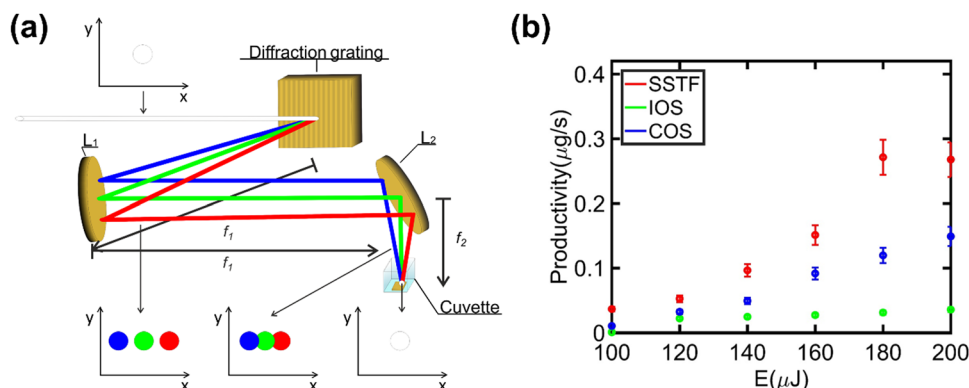 (a)
y
x
Diffraction grating
L1
L2
f1
f1
f2
Cuvette
y
x
y
x
y
x
(b)
Productivity(μg/s)
0.4
0.3
0.2
0.1
0
SSTF
IOS
COS
100 120 140 160 180 200
E(μJ)